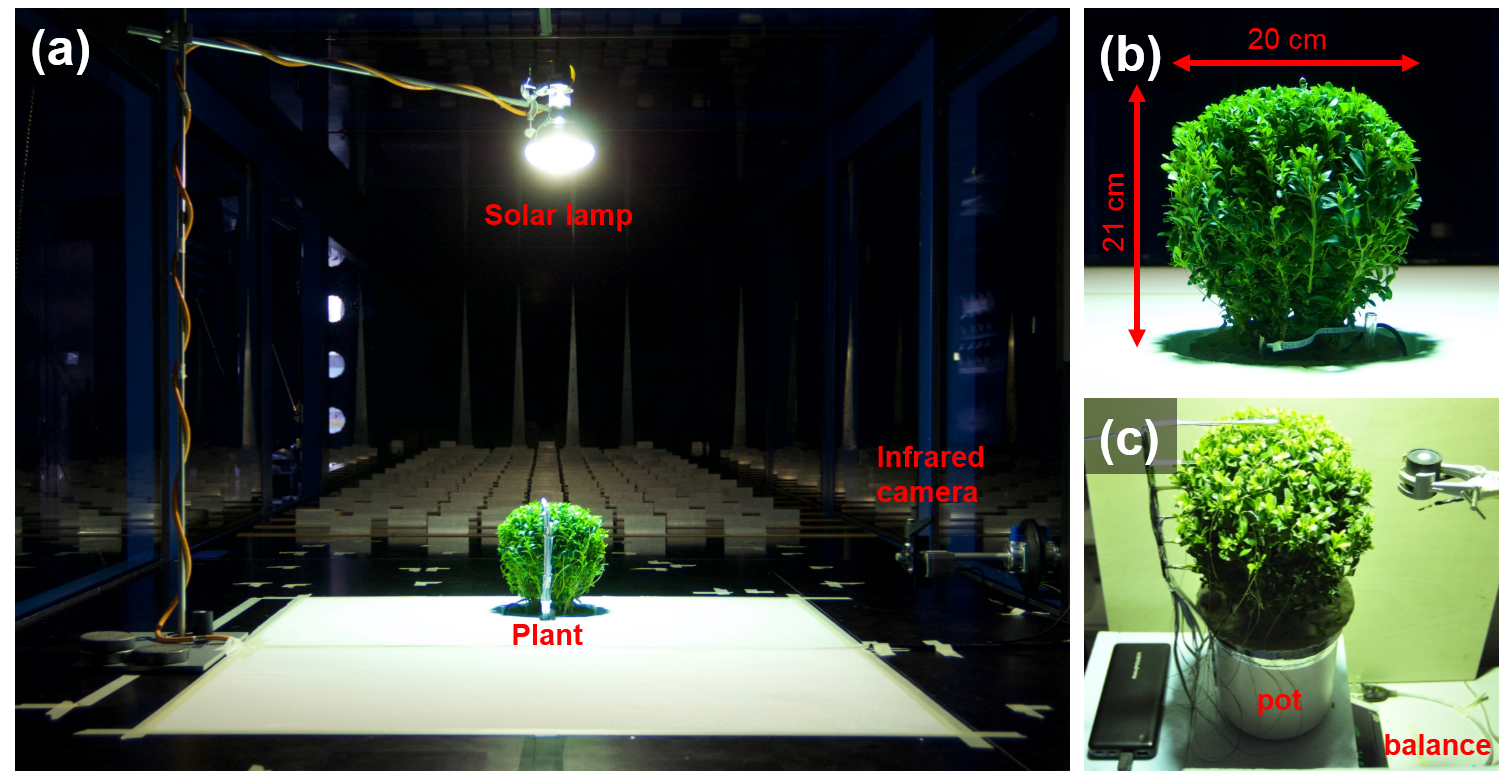 (a)
Solar lamp
Infrared
camera
Plant
(b)
20 cm
21 cm
(c)
pot
balance